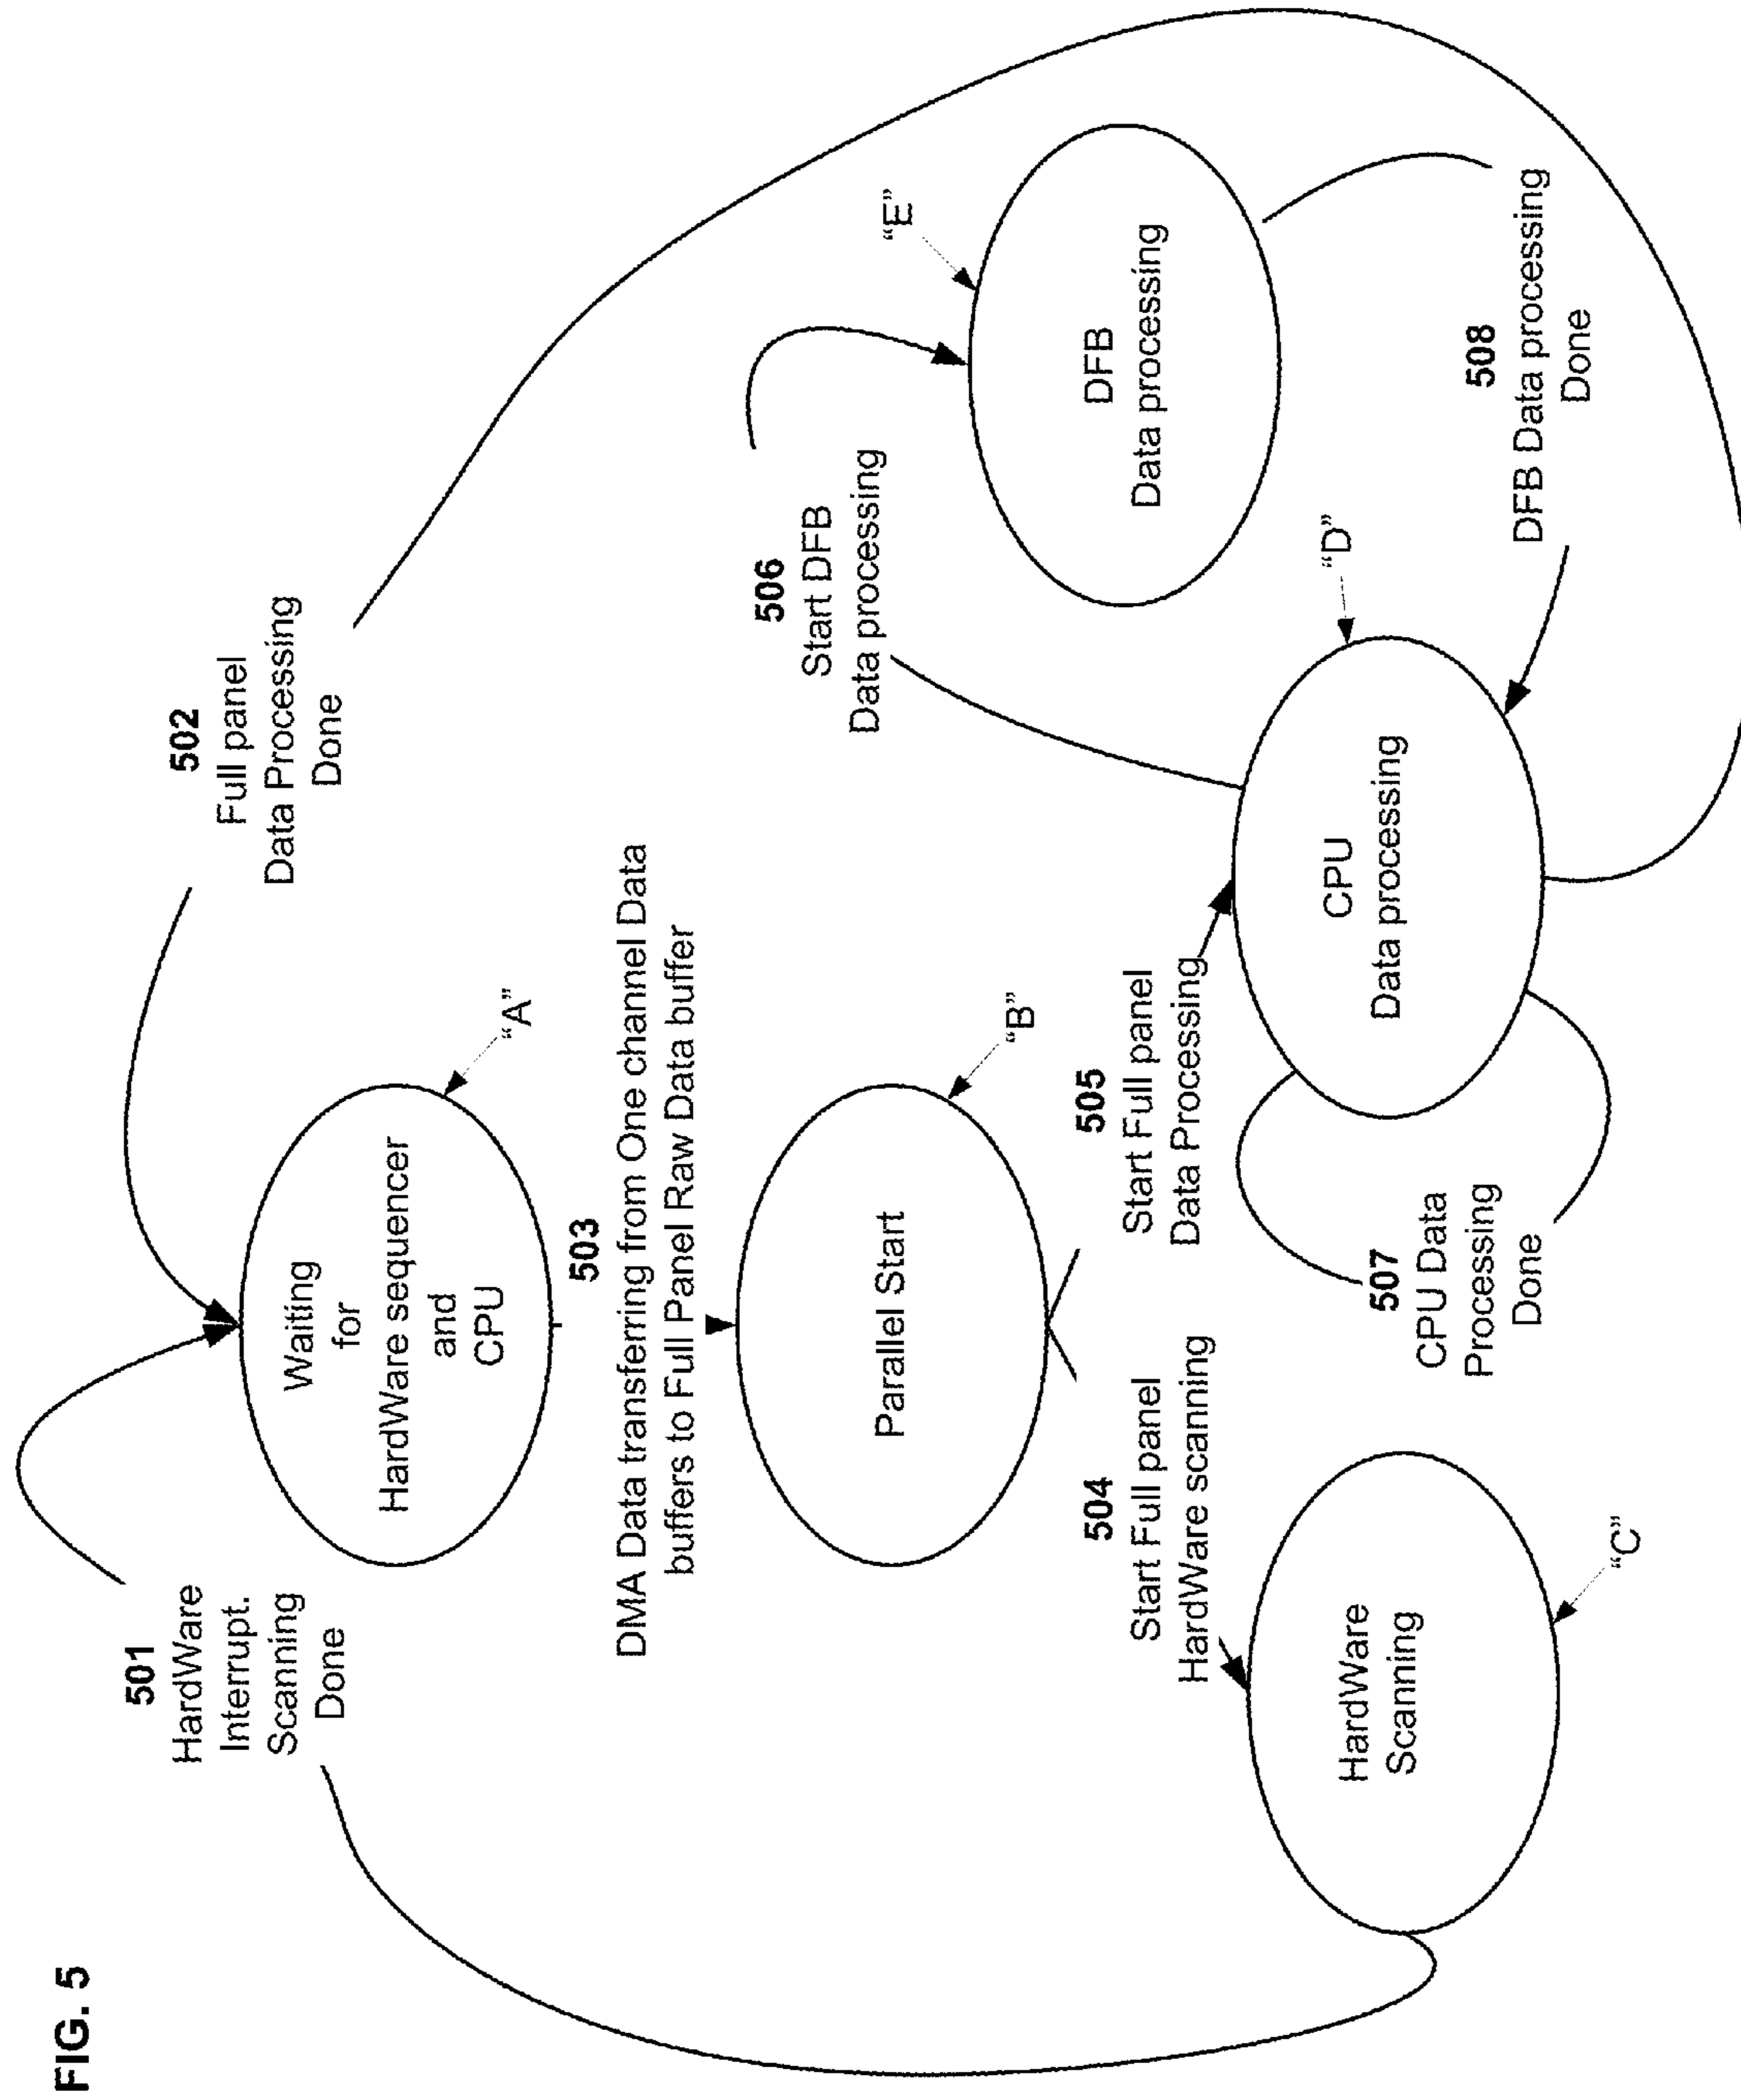 FIG. 5
501
HardWare
Interrupt.
Scanning
Done
502
Full panel
Data Processing
Done
Waiting
for
HardWare sequencer
and
CPU
“A”
503
DMA Data transferring from One channel Data
buffers to Full Panel Raw Data buffer
Parallel Start
“B”
504
Start Full panel
HardWare scanning
505
Start Full panel
Data Processing
506
Start DFB
Data processing
“E”
DFB
Data processing
HardWare
Scanning
“C”
507
CPU Data
Processing
Done
CPU
Data processing
“D”
508
DFB Data processing
Done